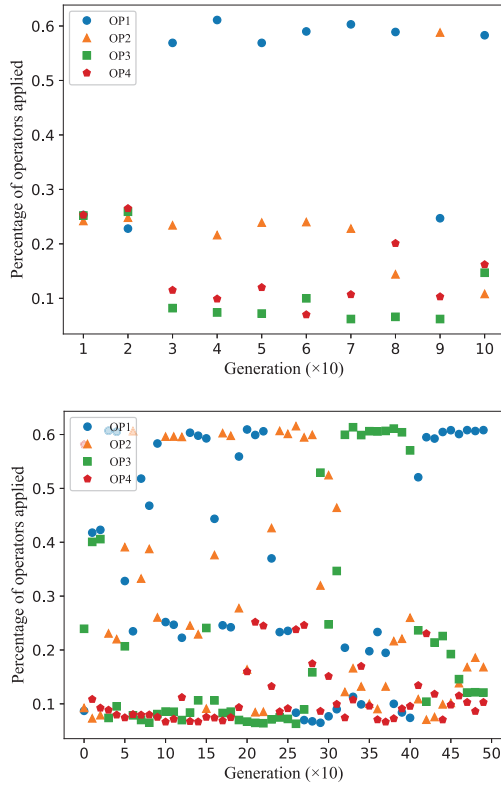 Percentage of operators applied
0.6
0.5
0.4
0.3
0.2
0.1
OP1
OP2
OP3
OP4
1 2 3 4 5 6 7 8 9 10
Generation (×10)
Percentage of operators applied
0.6
0.5
0.4
0.3
0.2
0.1
OP1
OP2
OP3
OP4
0 5 10 15 20 25 30 35 40 45 50
Generation (×10)